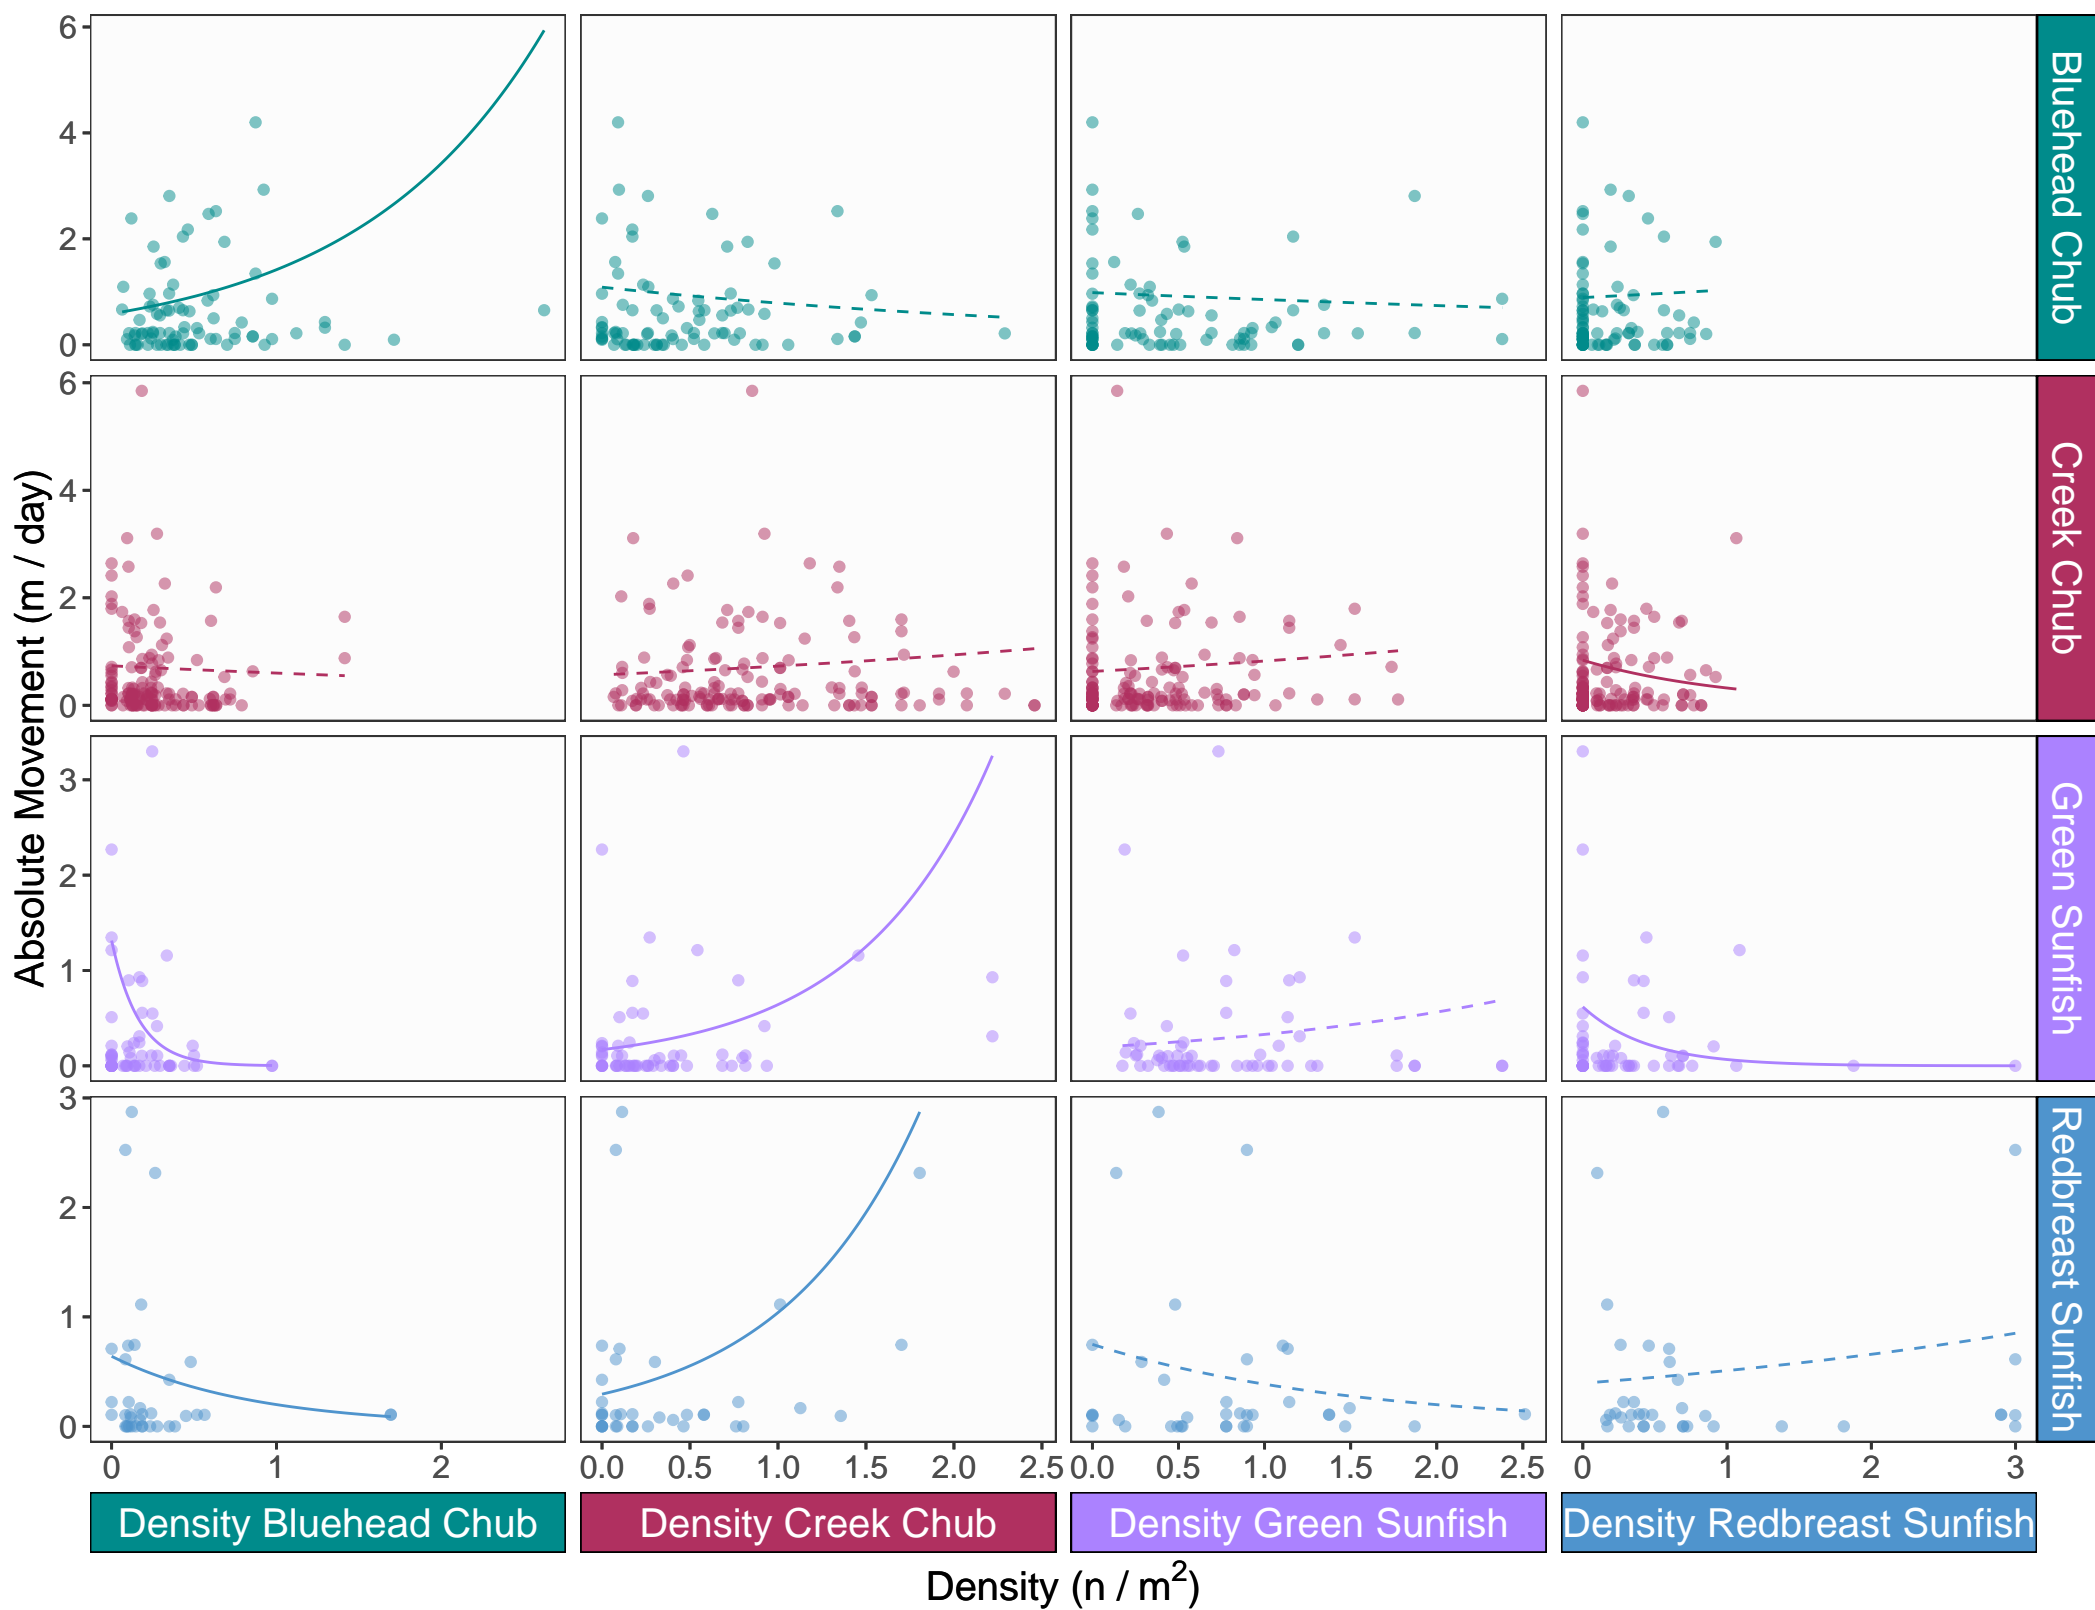 Absolute Movement (m / day)
6
4
2
0
Bluehead Chub
6
4
2
0
Creek Chub
3
2
1
0
Green Sunfish
3
2
1
0
Redbreast Sunfish
0 1 2
0.0 0.5 1.0 1.5 2.0 2.5
0.0 0.5 1.0 1.5 2.0 2.5
0 1 2 3
Density Bluehead Chub
Density Creek Chub
Density Green Sunfish
Density Redbreast Sunfish
Density (n / m²)